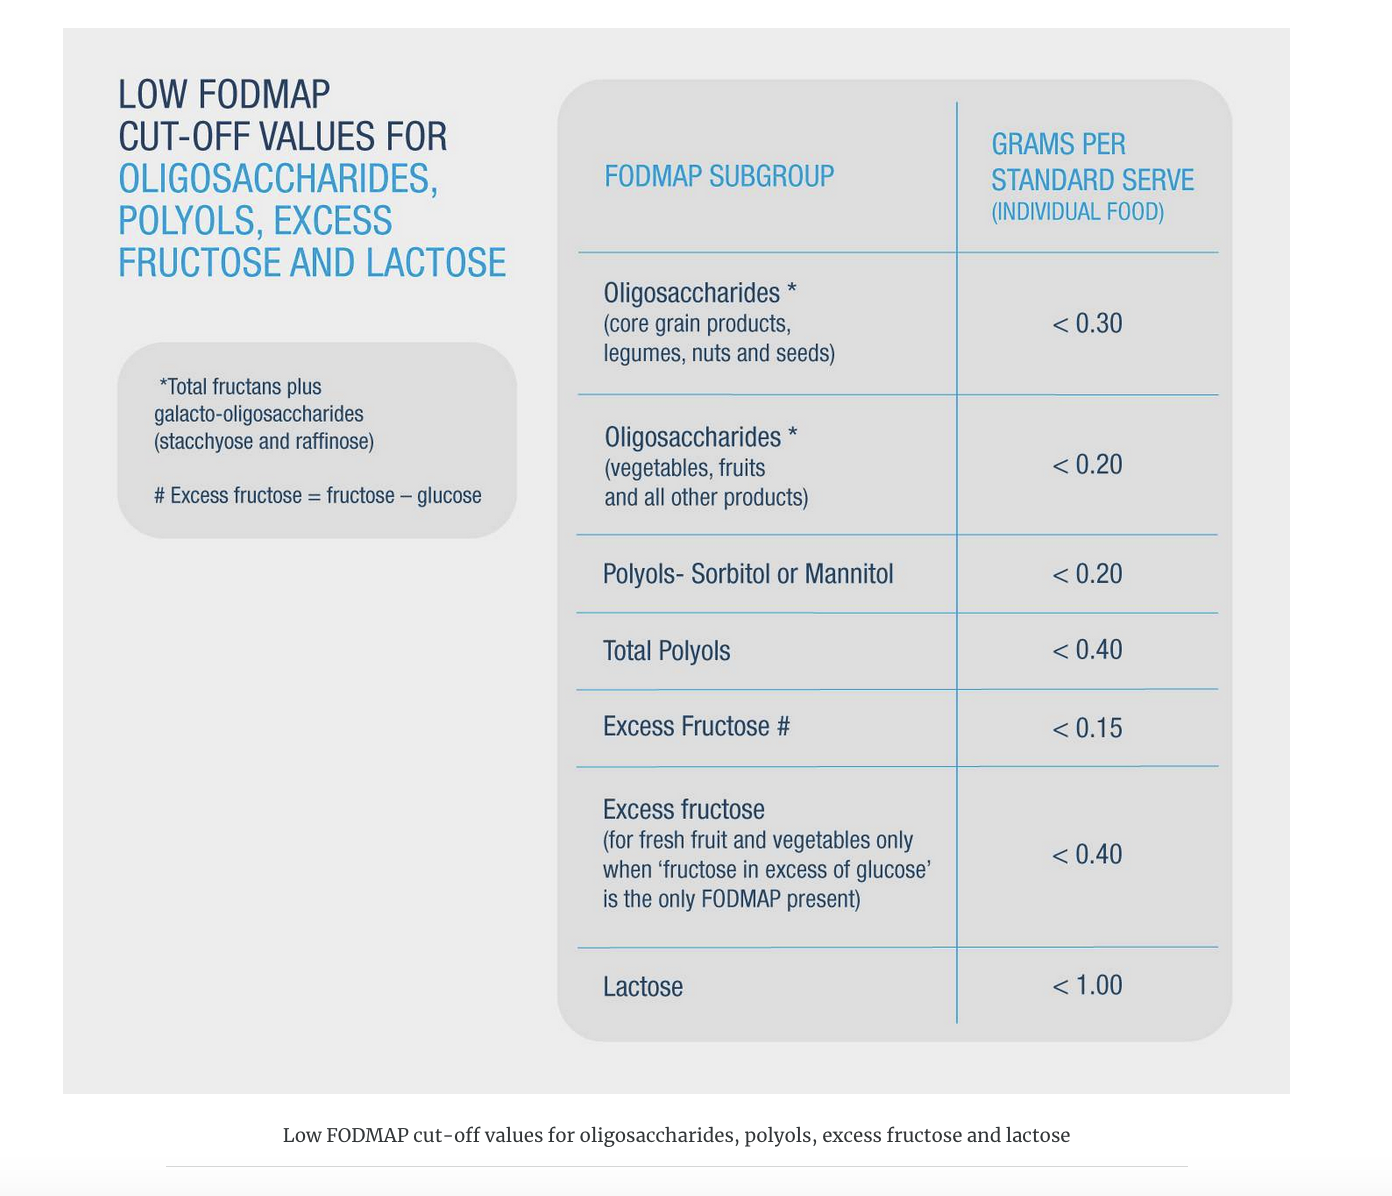 LOW FODMAP
CUT-OFF VALUES FOR
OLIGOSACCHARIDES,
POLYOLS, EXCESS
FRUCTOSE AND LACTOSE
*Total fructans plus
galacto-oligosaccharides
(stacchyose and raffinose)
# Excess fructose = fructose – glucose
FODMAP SUBGROUP
GRAMS PER
STANDARD SERVE
(INDIVIDUAL FOOD)
Oligosaccharides *
(core grain products,
legumes, nuts and seeds)
< 0.30
Oligosaccharides *
(vegetables, fruits
and all other products)
< 0.20
Polyols- Sorbitol or Mannitol
< 0.20
Total Polyols
< 0.40
Excess Fructose #
< 0.15
Excess fructose
(for fresh fruit and vegetables only
when ‘fructose in excess of glucose’
is the only FODMAP present)
< 0.40
Lactose
< 1.00
Low FODMAP cut-off values for oligosaccharides, polyols, excess fructose and lactose